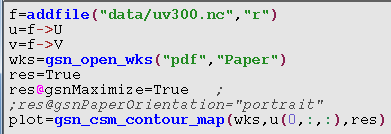 f=addfile("data/uv300.nc","r")
u=f->U
v=f->V
wks=gsn_open_wks("pdf","Paper")
res=True
res@gsnMaximize=True ;
;res@gsnPaperOrientation="portrait"
plot=gsn_csm_contour_map(wks,u(0,:,:),res)